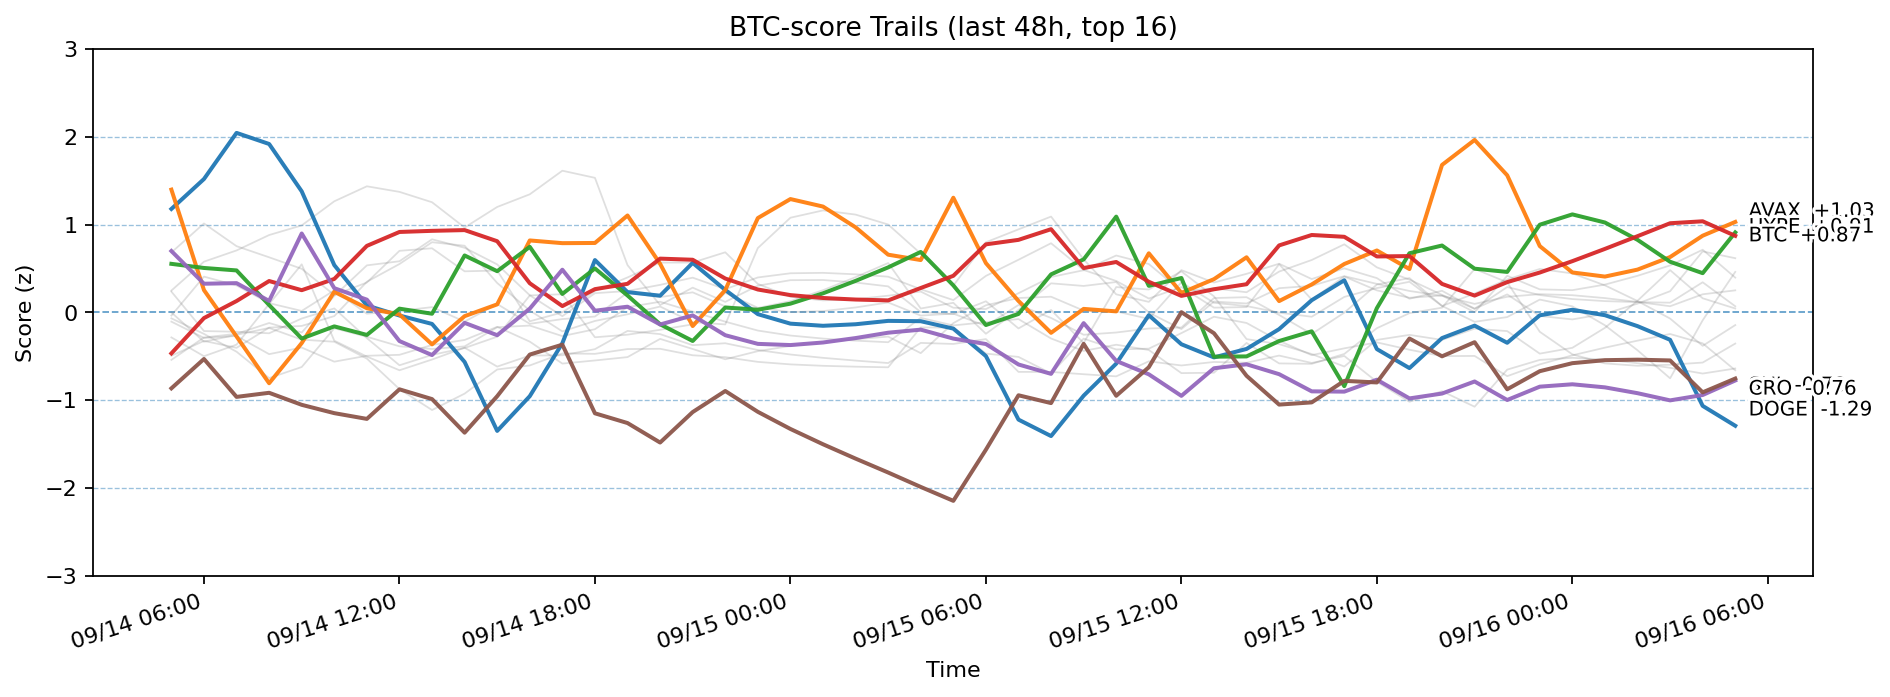 BTC-score Trails (last 48h, top 16)
Score (z)
3
2
1
0
−1
−2
−3
AVAX +1.03
BTC +0.87
CRO -0.76
DOGE -1.29
09/14 06:00
09/14 12:00
09/14 18:00
09/15 00:00
09/15 06:00
09/15 12:00
09/15 18:00
09/16 00:00
09/16 06:00
Time